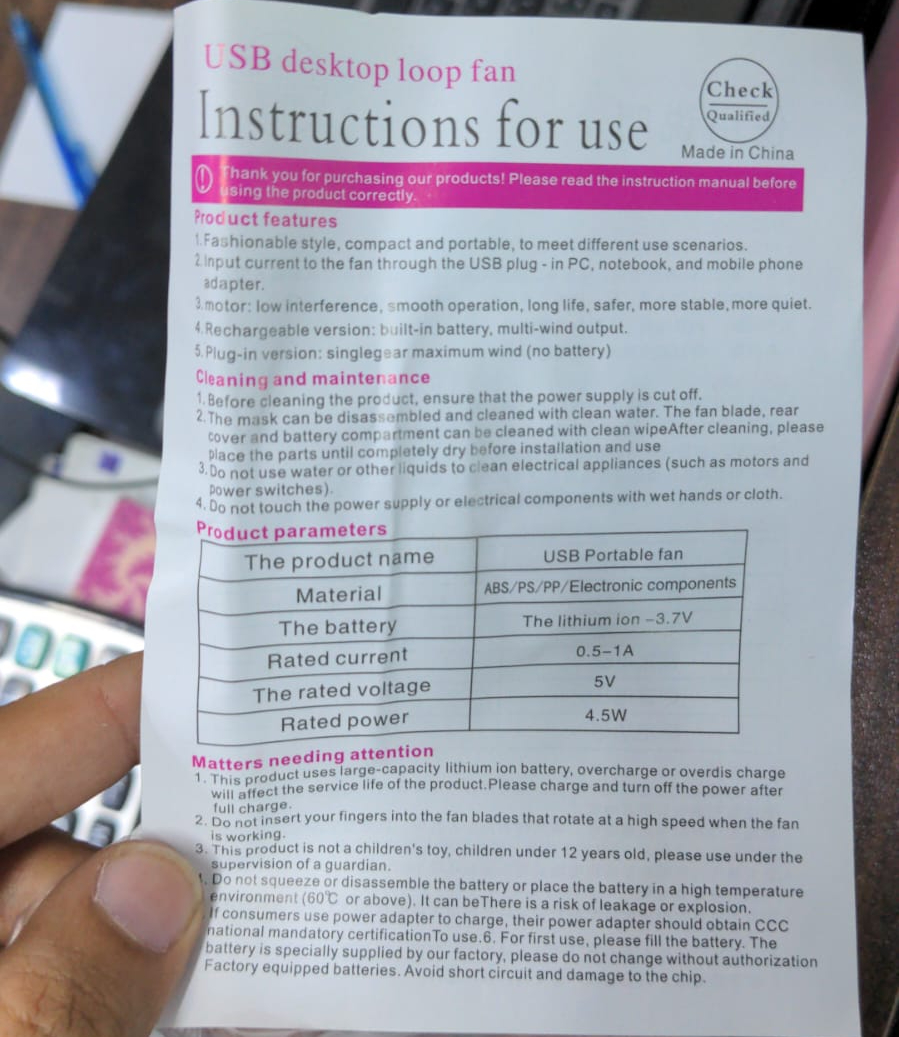 USB desktop loop fan
Instructions for use
Check
Qualified
Made in China
Thank you for purchasing our products! Please read the instruction manual before
using the product correctly.
Product features
1.Fashionable style, compact and portable, to meet different use scenarios.
2.Input current to the fan through the USB plug - in PC, notebook, and mobile phone
adapter.
3.motor: low interference, smooth operation, long life, safer, more stable, more quiet.
4.Rechargeable version: built-in battery, multi-wind output.
5.Plug-in version: singlegear maximum wind (no battery)
Cleaning and maintenance
1.Before cleaning the product, ensure that the power supply is cut off.
2.The mask can be disassembled and cleaned with clean water. The fan blade, rear
cover and battery compartment can be cleaned with clean wipeAfter cleaning, please
place the parts until completely dry before installation and use
3.Do not use water or other liquids to clean electrical appliances (such as motors and
power switches).
4. Do not touch the power supply or electrical components with wet hands or cloth.
Product parameters
The product name USB Portable fan
Material ABS/PS/PP/Electronic components
The battery The lithium ion -3.7V
Rated current 0.5-1A
The rated voltage 5V
Rated power 4.5W
Matters needing attention
1. This product uses large-capacity lithium ion battery, overcharge or overdis charge
will affect the service life of the product.Please charge and turn off the power after
full charge.
2. Do not insert your fingers into the fan blades that rotate at a high speed when the fan
is working.
3. This product is not a children's toy, children under 12 years old, please use under the
supervision of a guardian.
Do not squeeze or disassemble the battery or place the battery in a high temperature
environment (60℃ or above). It can beThere is a risk of leakage or explosion.
If consumers use power adapter to charge, their power adapter should obtain CCC
national mandatory certificationTo use.6. For first use, please fill the battery. The
battery is specially supplied by our factory, please do not change without authorization
Factory equipped batteries. Avoid short circuit and damage to the chip.